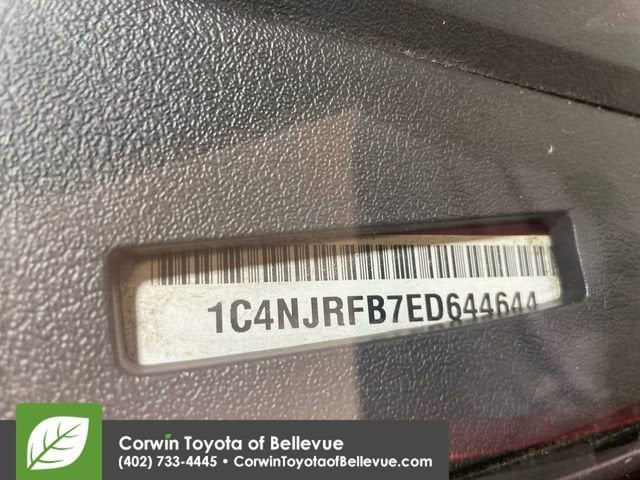 1C4NJRFB7ED644644
Corwin Toyota of Bellevue
(402) 733-4445 • CorwinToyotaofBellevue.com